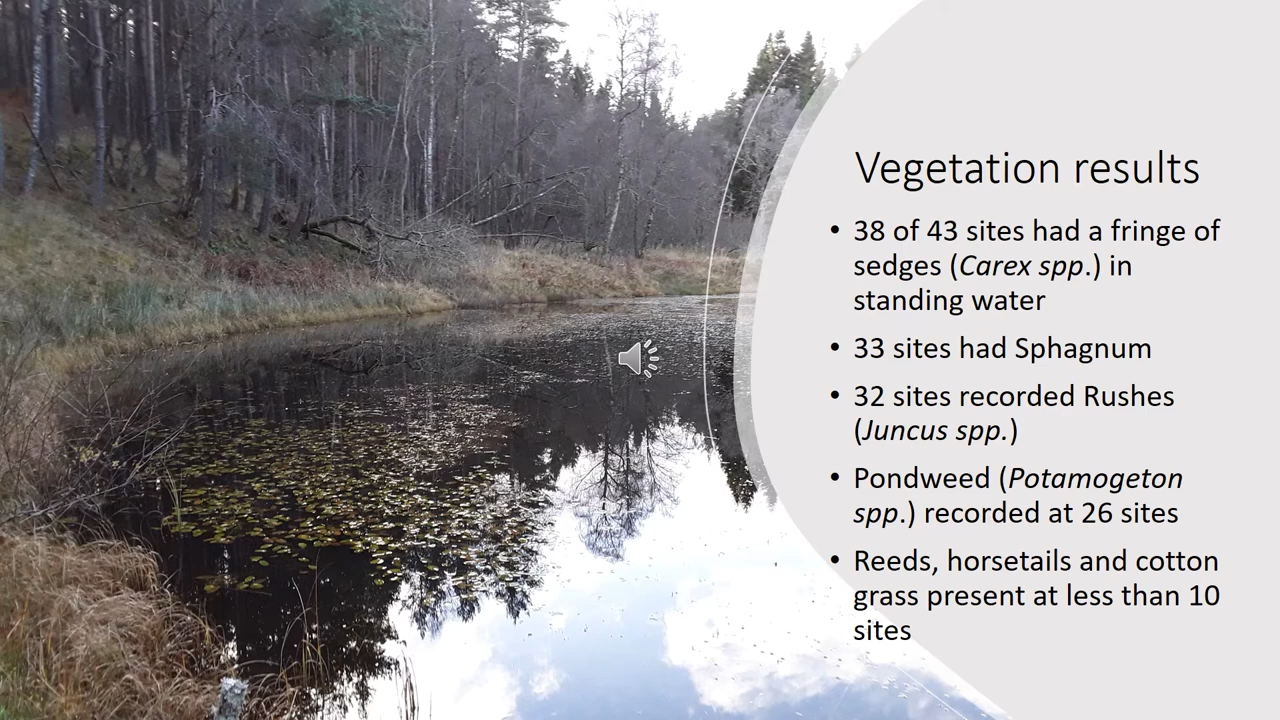 Vegetation results
• 38 of 43 sites had a fringe of
sedges (Carex spp.) in
standing water
• 33 sites had Sphagnum
• 32 sites recorded Rushes
(Juncus spp.)
• Pondweed (Potamogeton
spp.) recorded at 26 sites
• Reeds, horsetails and cotton
grass present at less than 10
sites